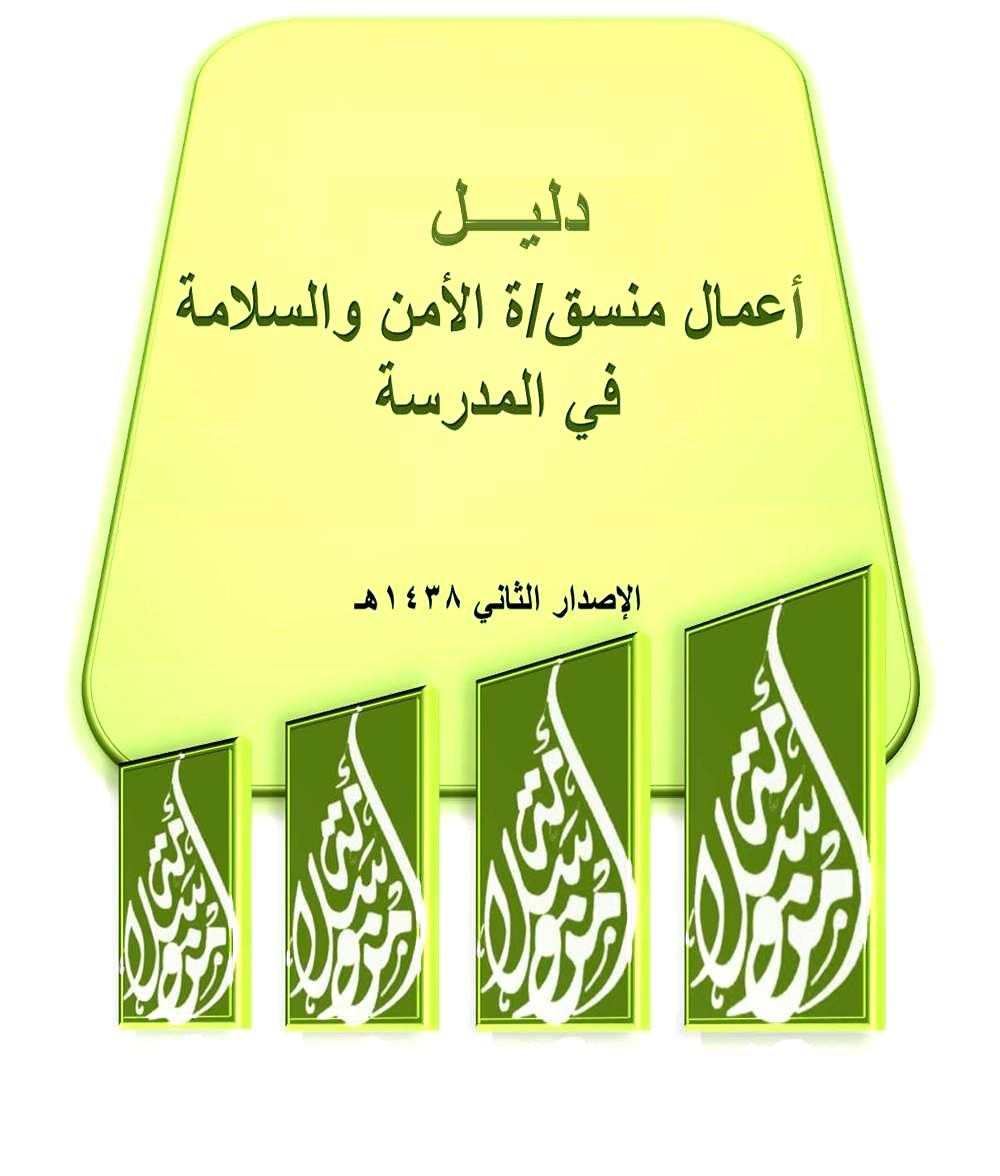 دليـــل
أعمال منسق/ة الأمن والسلامة
في المدرسة
الإصدار الثاني ١٤٣٨هـ